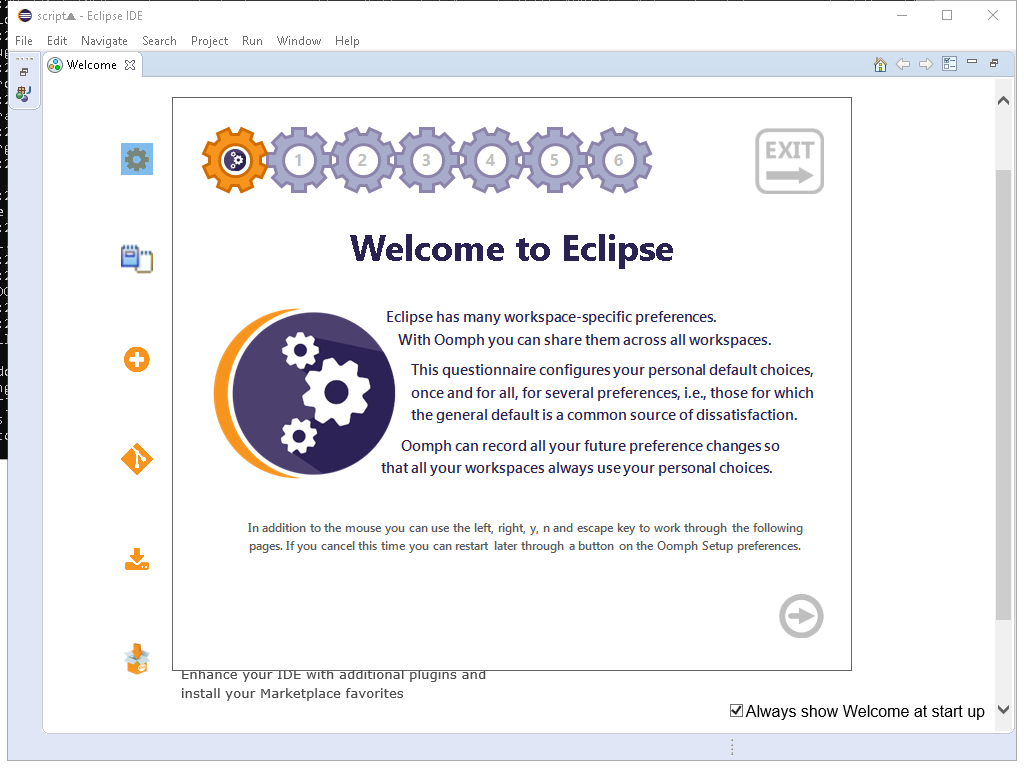 script▲ - Eclipse IDE
File Edit Navigate Search Project Run Window Help
Welcome
1 2 3 4 5 6
EXIT
Welcome to Eclipse
Eclipse has many workspace-specific preferences.
With Oomph you can share them across all workspaces.
This questionnaire configures your personal default choices,
once and for all, for several preferences, i.e., those for which
the general default is a common source of dissatisfaction.
Oomph can record all your future preference changes so
that all your workspaces always use your personal choices.
In addition to the mouse you can use the left, right, y, n and escape key to work through the following
pages. If you cancel this time you can restart later through a button on the Oomph Setup preferences.
Enhance your IDE with additional plugins and
install your Marketplace favorites
Always show Welcome at start up